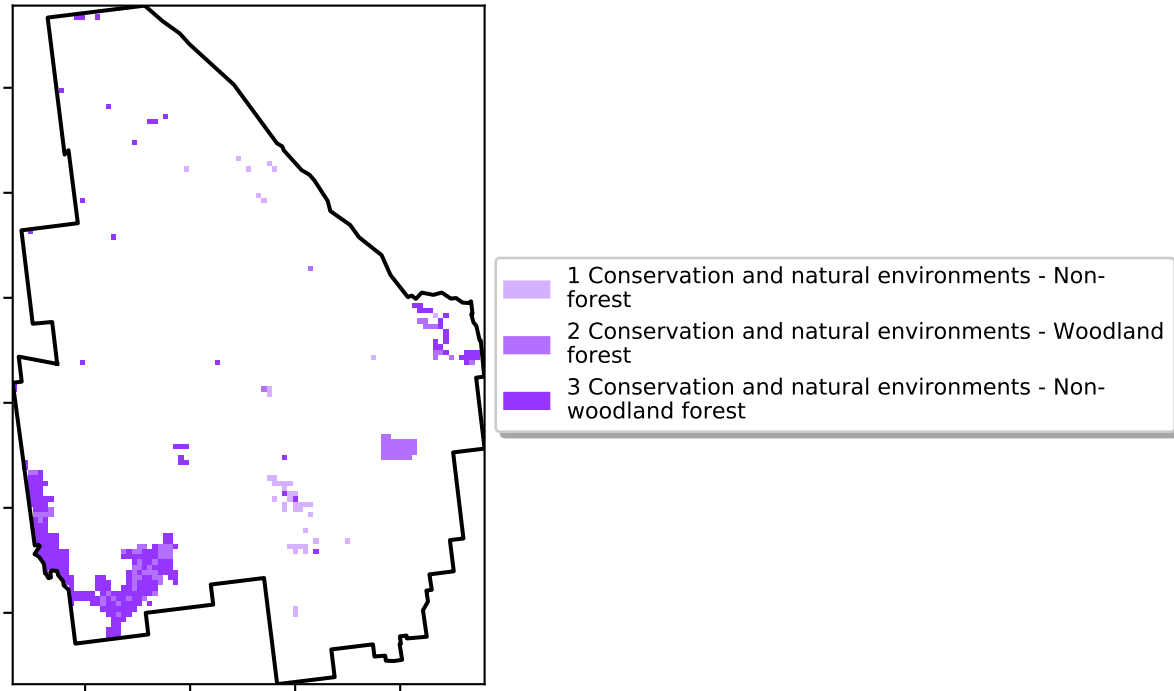 1 Conservation and natural environments - Non-
forest
2 Conservation and natural environments - Woodland
forest
3 Conservation and natural environments - Non-
woodland forest